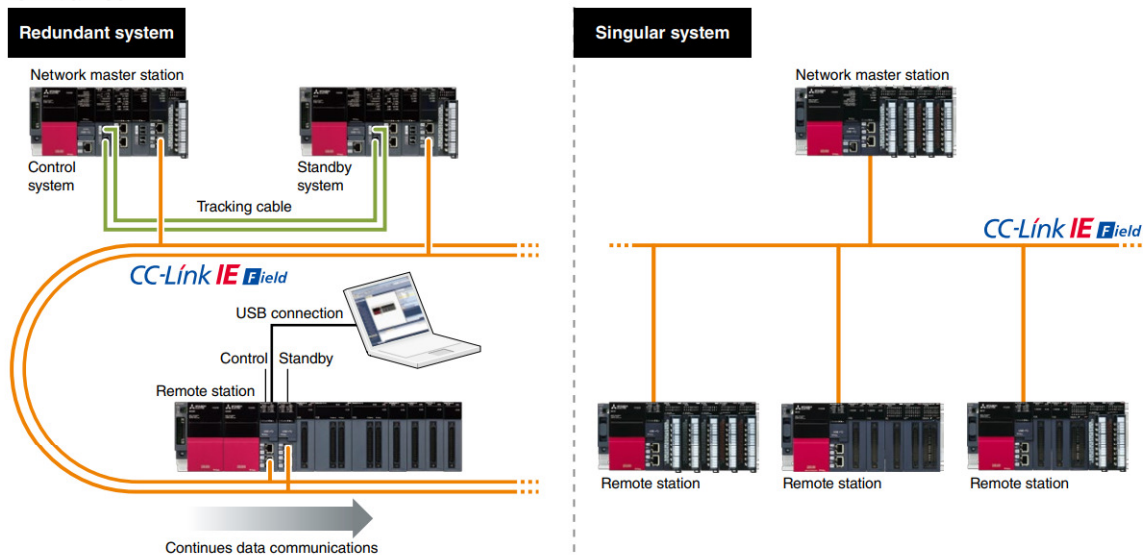 Redundant system
Network master station
Control
system
Standby
system
Tracking cable
CC-Link IE Field
USB connection
Control
Standby
Remote station
Continues data communications
Singular system
Network master station
CC-Link IE Field
Remote station
Remote station
Remote station